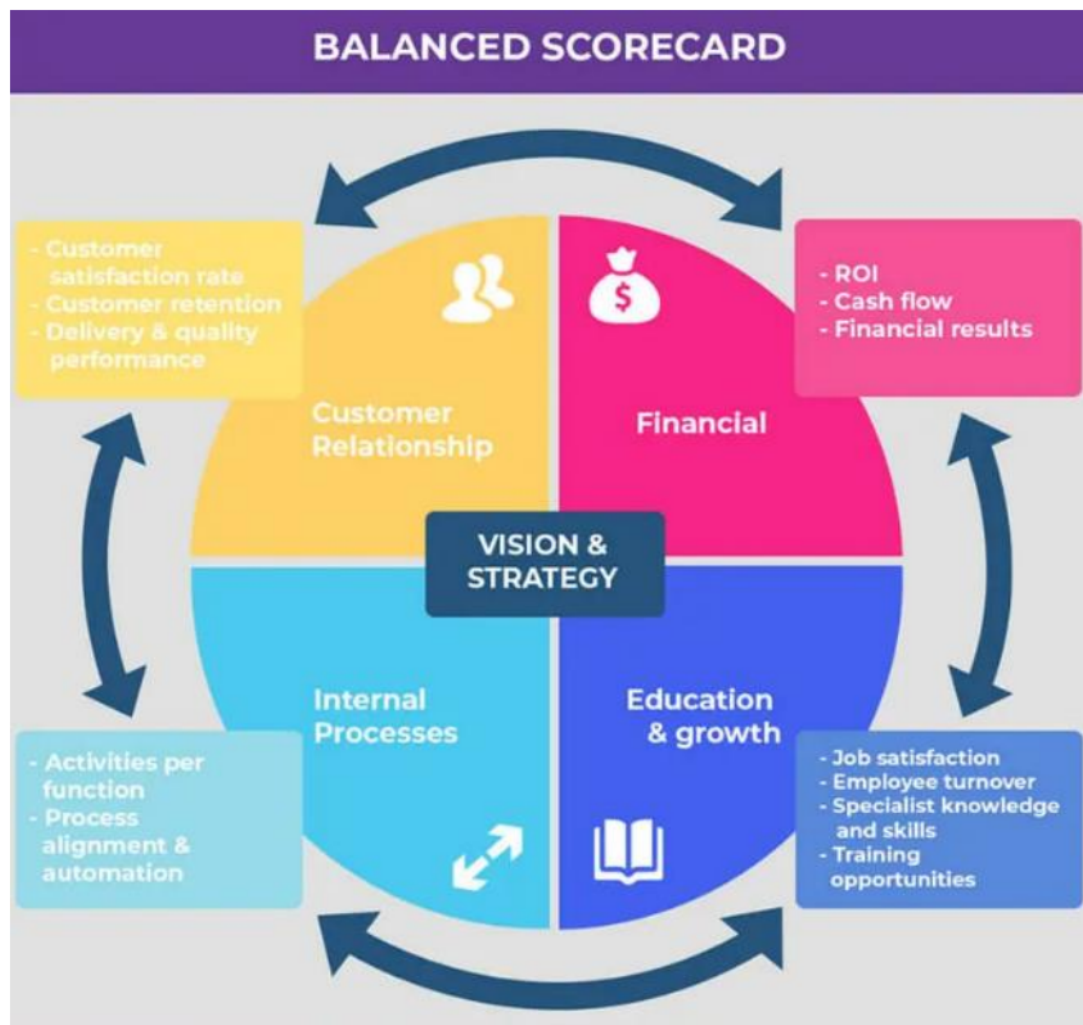 BALANCED SCORECARD
- Customer
satisfaction rate
- Customer retention
- Delivery & quality
performance
- ROI
- Cash flow
- Financial results
$
Customer
Relationship
Financial
VISION &
STRATEGY
Internal
Processes
Education
& growth
- Activities per
function
- Process
alignment &
automation
- Job satisfaction
- Employee turnover
- Specialist knowledge
and skills
- Training
opportunities